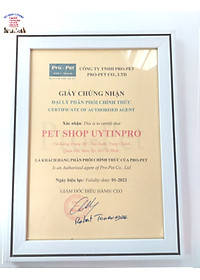 PRO-PET
CÔNG TY TNHH PRO-PET
PRO-PET CO., LTD
GIẤY CHỨNG NHẬN
ĐẠI LÝ PHÂN PHỐI CHÍNH THỨC
CERTIFICATE OF AUTHORISED AGENT
Xác nhận/ This is to certify that
PET SHOP UYTINPRO
LÀ KHÁCH HÀNG PHÂN PHỐI CHÍNH THỨC CỦA PRO-PET
Is an Authorised agent of Pro-Pet Co., Ltd.
Ngày hiệu lực/ Validity date: 01-2021
GIÁM ĐỐC ĐIỀU HÀNH/ CEO